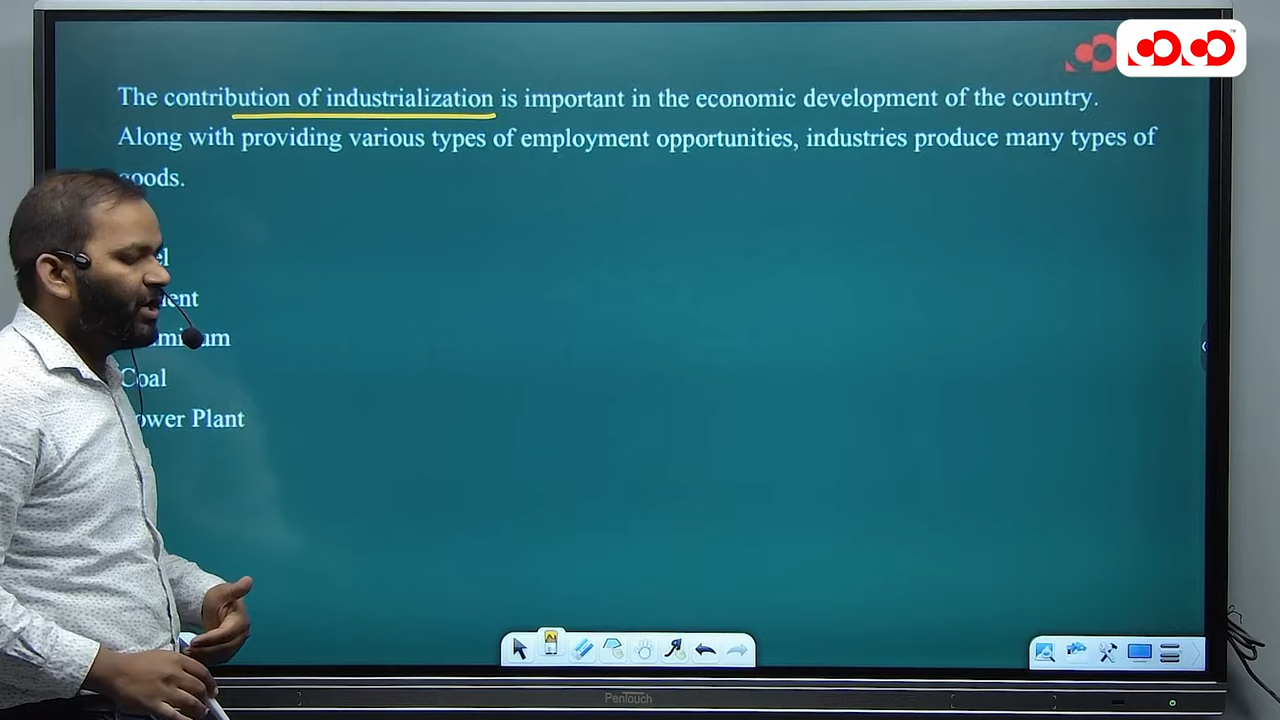 The contribution of industrialization is important in the economic development of the country.
Along with providing various types of employment opportunities, industries produce many types of
goods.
Coal
Power Plant
Pentouch